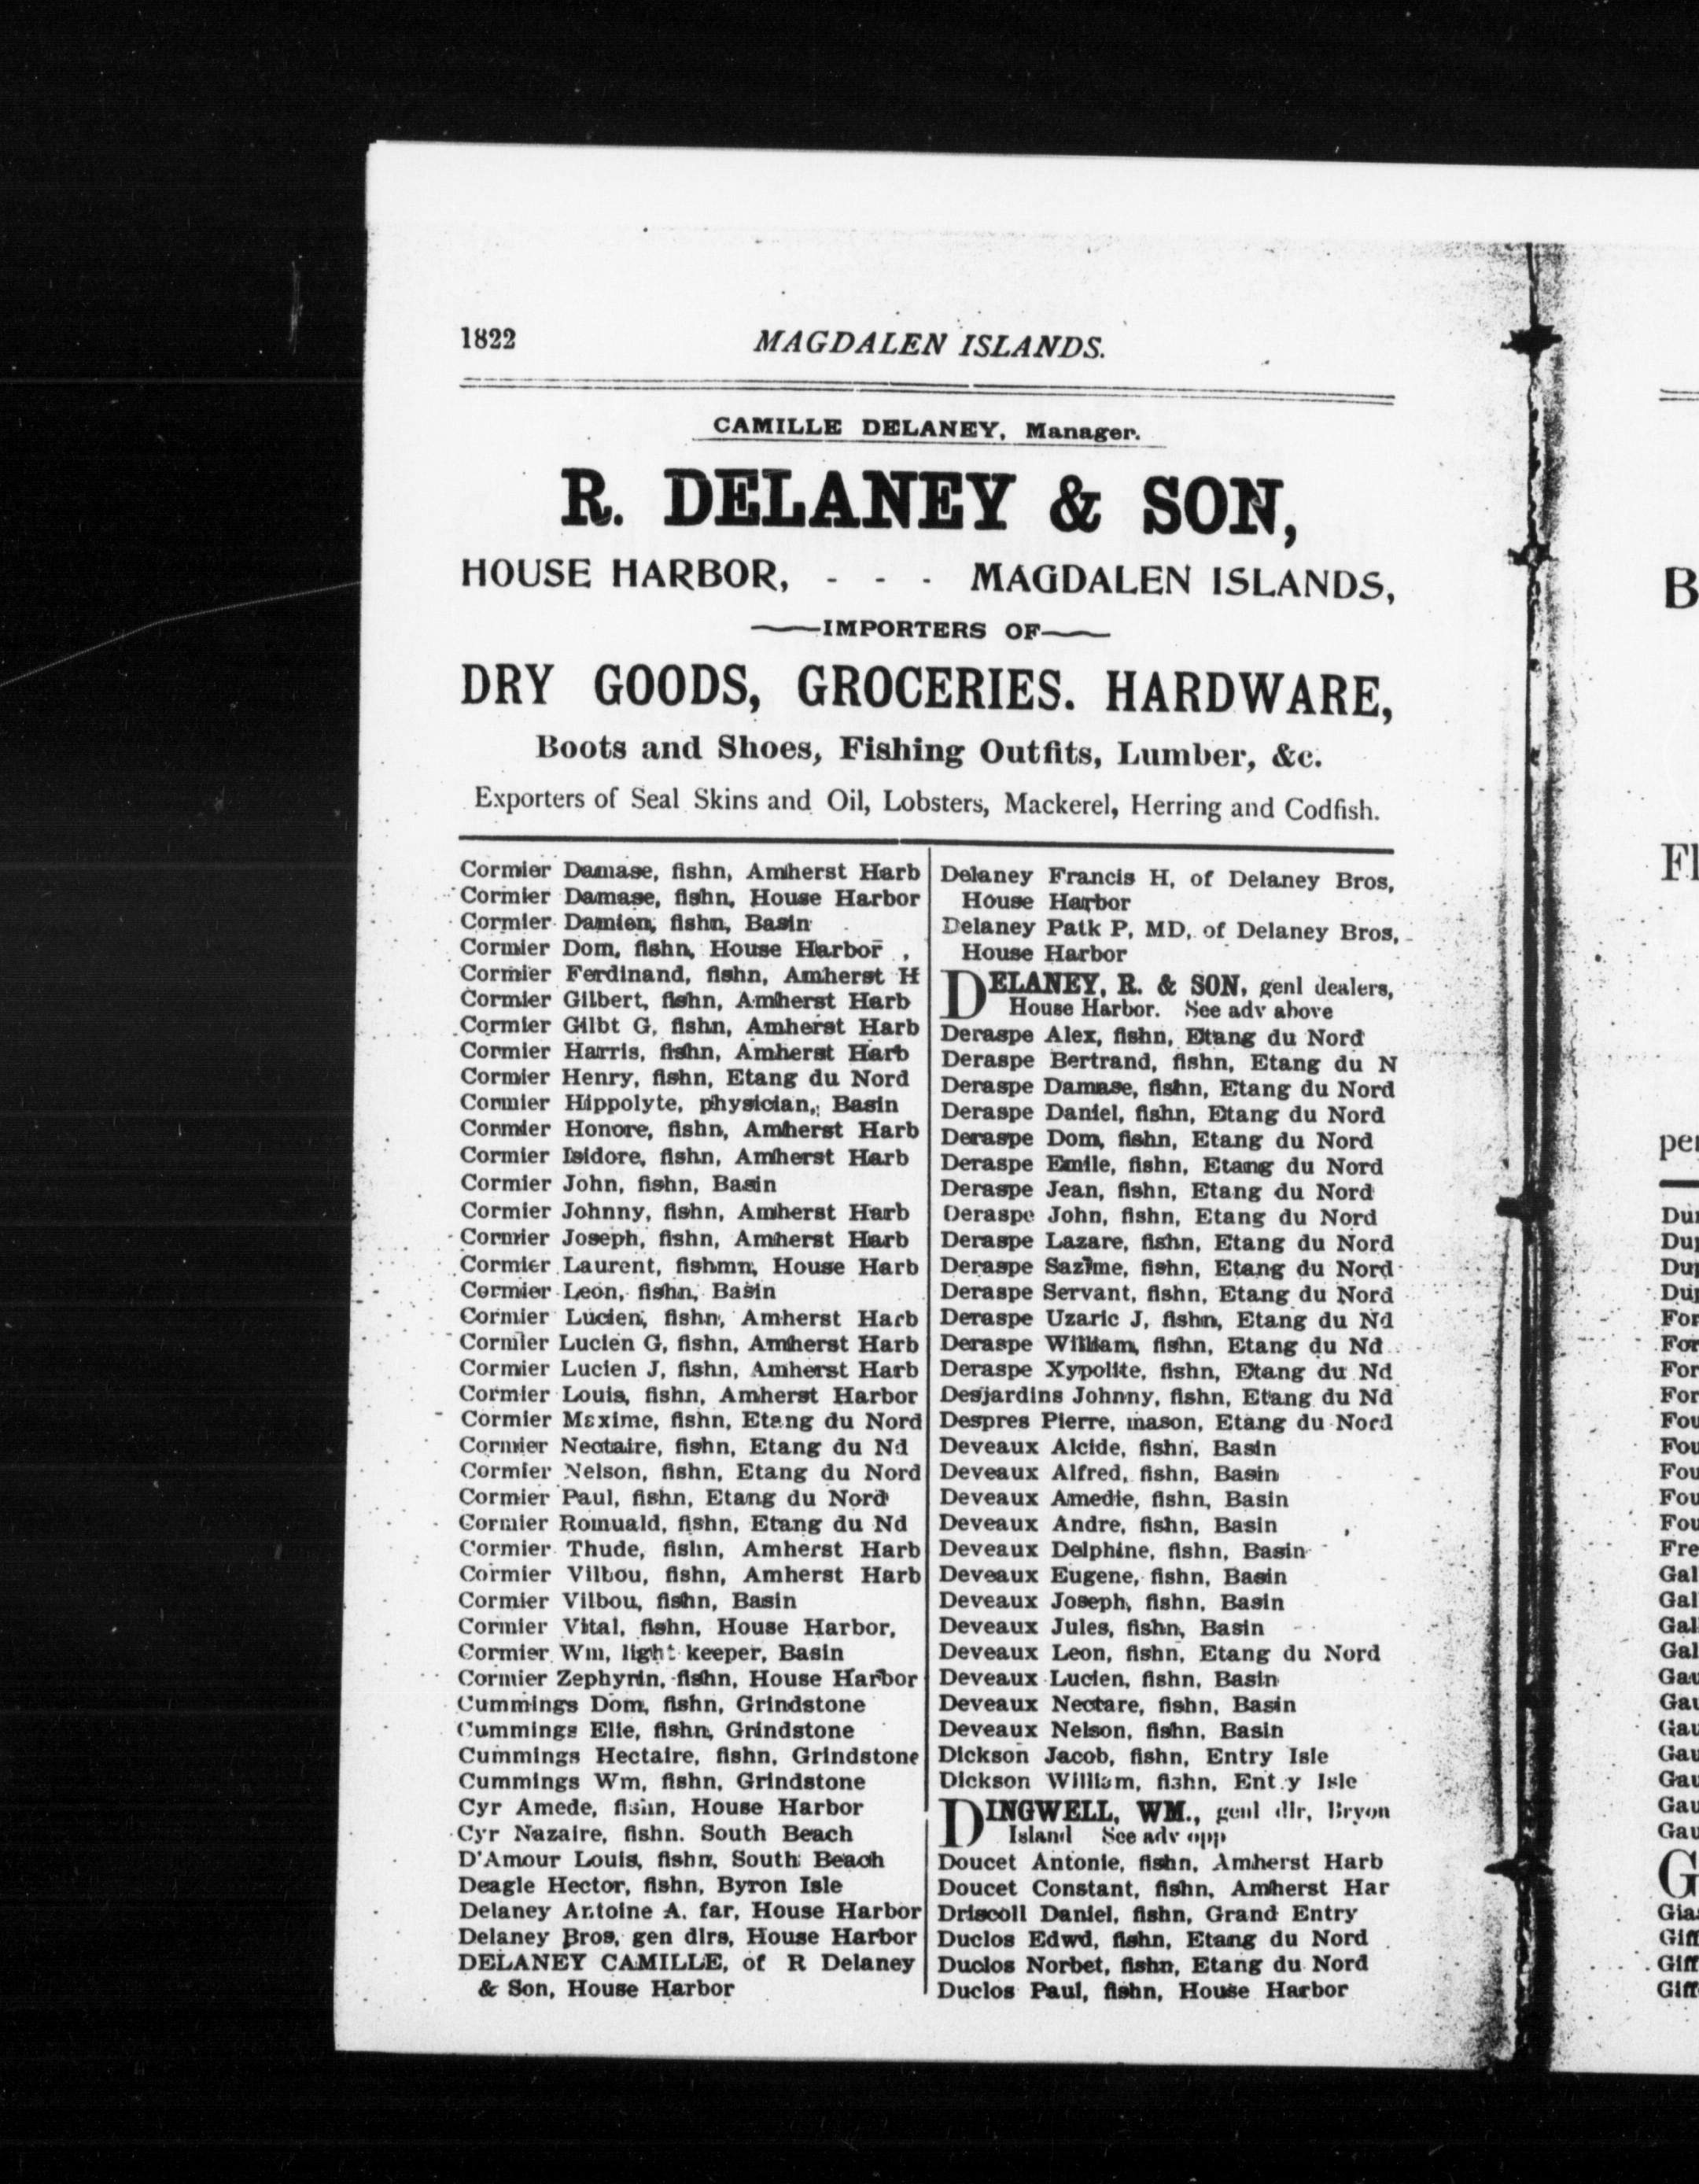 1822
MAGDALEN ISLANDS.
CAMILLE DELANEY, Manager.
R. DELANEY & SON,
HOUSE HARBOR, - - - MAGDALEN ISLANDS,
IMPORTERS OF
DRY GOODS, GROCERIES. HARDWARE,
Boots and Shoes, Fishing Outfits, Lumber, &c.
Exporters of Seal Skins and Oil, Lobsters, Mackerel, Herring and Codfish.
Cormier Damase, fishn, Amherst Harb
Cormier Damase, fishn, House Harbor
Cormier Damien, fishn, Basin
Cormier Dom, fishn, House Harbor
Cormier Ferdinand, fishn, Amherst H
Cormier Gilbert, fishn, Amherst Harb
Cormier Gilbt G, fishn, Amherst Harb
Cormier Harris, fishn, Amherst Harb
Cormier Henry, fishn, Etang du Nord
Cormier Hippolyte, physician, Basin
Cormier Honore, fishn, Amherst Harb
Cormier Isidore, fishn, Amherst Harb
Cormier John, fishn, Basin
Cormier Johnny, fishn, Amherst Harb
Cormier Joseph, fishn, Amherst Harb
Cormier Laurent, fishmn, House Harb
Cormier Leon, fishn, Basin
Cormier Lucien, fishn, Amherst Harb
Cormier Lucien G, fishn, Amherst Harb
Cormier Lucien J, fishn, Amherst Harb
Cormier Louis, fishn, Amherst Harbor
Cormier Maxime, fishn, Etang du Nord
Cormier Nectaire, fishn, Etang du Nd
Cormier Nelson, fishn, Etang du Nord
Cormier Paul, fishn, Etang du Nord
Cormier Romuald, fishn, Etang du Nd
Cormier Thude, fishn, Amherst Harb
Cormier Vilbou, fishn, Amherst Harb
Cormier Vilbou, fishn, Basin
Cormier Vital, fishn, House Harbor,
Cormier Wm, light keeper, Basin
Cormier Zephyrin, fishn, House Harbor
Cummings Dom, fishn, Grindstone
Cummings Elie, fishn, Grindstone
Cummings Hectaire, fishn, Grindstone
Cummings Wm, fishn, Grindstone
Cyr Amede, fishn, House Harbor
Cyr Nazaire, fishn. South Beach
D'Amour Louis, fishn, South Beach
Deagle Hector, fishn, Byron Isle
Delaney Antoine A. far, House Harbor
Delaney Bros, gen dlrs, House Harbor
DELANEY CAMILLE, of R Delaney
& Son, House Harbor
Delaney Francis H, of Delaney Bros,
House Harbor
Delaney Patk P, MD, of Delaney Bros,
House Harbor
DELANEY, R. & SON, genl dealers,
House Harbor. See adv above
Deraspe Alex, fishn, Etang du Nord
Deraspe Bertrand, fishn, Etang du N
Deraspe Damase, fishn, Etang du Nord
Deraspe Daniel, fishn, Etang du Nord
Deraspe Dom, fishn, Etang du Nord
Deraspe Emile, fishn, Etang du Nord
Deraspe Jean, fishn, Etang du Nord
Deraspe John, fishn, Etang du Nord
Deraspe Lazare, fishn, Etang du Nord
Deraspe Sazime, fishn, Etang du Nord
Deraspe Servant, fishn, Etang du Nord
Deraspe Uzaric J, fishn, Etang du Nd
Deraspe William, fishn, Etang du Nd
Deraspe Xypolite, fishn, Etang du Nd
Desjardins Johnny, fishn, Etang du Nd
Despres Pierre, mason, Etang du Nord
Deveaux Alcide, fishn, Basin
Deveaux Alfred, fishn, Basin
Deveaux Amedie, fishn, Basin
Deveaux Andre, fishn, Basin
Deveaux Delphine, fishn, Basin
Deveaux Eugene, fishn, Basin
Deveaux Joseph, fishn, Basin
Deveaux Jules, fishn, Basin
Deveaux Leon, fishn, Etang du Nord
Deveaux Lucien, fishn, Basin
Deveaux Nectare, fishn, Basin
Deveaux Nelson, fishn, Basin
Dickson Jacob, fishn, Entry Isle
Dickson William, fishn, Ent y Isle
DINGWELL, WM., genl dlr, Bryon
Island See adv opp
Doucet Antonie, fishn, Amherst Harb
Doucet Constant, fishn, Amherst Har
Driscoll Daniel, fishn, Grand Entry
Duclos Edwd, fishn, Etang du Nord
Duclos Norbet, fishn, Etang du Nord
Duclos Paul, fishn, House Harbor